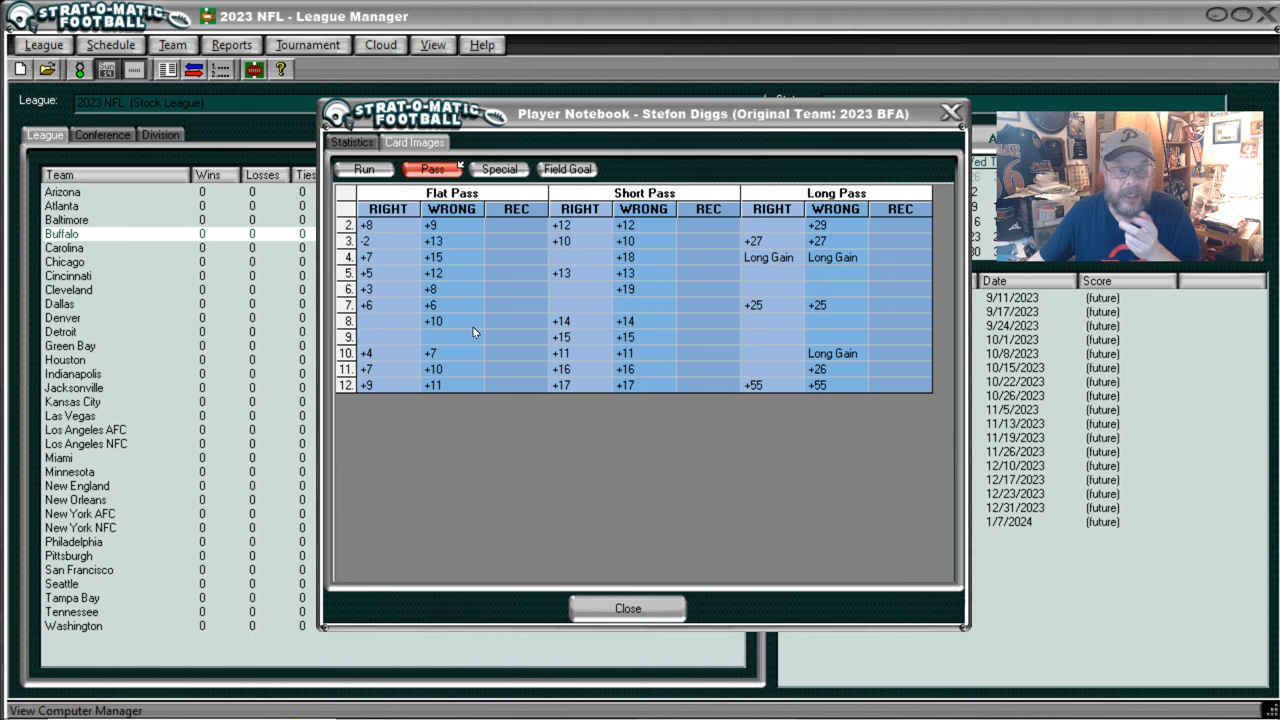 STRAT-O-MATIC FOOTBALL 2023 NFL - League Manager
League Schedule Team Reports Tournament Cloud View Help
League: 2023 NFL (Stock League)
League Conference Division
Team Wins Losses Ties
Arizona 0 0 0
Atlanta 0 0 0
Baltimore 0 0 0
Buffalo 0 0 0
Carolina 0 0 0
Chicago 0 0 0
Cincinnati 0 0 0
Cleveland 0 0 0
Dallas 0 0 0
Denver 0 0 0
Detroit 0 0 0
Green Bay 0 0 0
Houston 0 0 0
Indianapolis 0 0 0
Jacksonville 0 0 0
Kansas City 0 0 0
Las Vegas 0 0 0
Los Angeles AFC 0 0 0
Los Angeles NFC 0 0 0
Miami 0 0 0
Minnesota 0 0 0
New England 0 0 0
New Orleans 0 0 0
New York AFC 0 0 0
New York NFC 0 0 0
Philadelphia 0 0 0
Pittsburgh 0 0 0
San Francisco 0 0 0
Seattle 0 0 0
Tampa Bay 0 0 0
Tennessee 0 0 0
Washington 0 0 0
STRAT-O-MATIC FOOTBALL Player Notebook - Stefon Diggs (Original Team: 2023 BFA)
Statistics Card Images
Run Pass Special Field Goal
Flat Pass Short Pass Long Pass
RIGHT WRONG REC RIGHT WRONG REC RIGHT WRONG REC
2. +8 +9 +12 +12 +29
3. -2 +13 +10 +10 +27 +27
4. +7 +15 +18 Long Gain Long Gain
5. +5 +12 +13 +13
6. +3 +8 +19
7. +6 +6 +25 +25
8. +10 +14 +14
9. +15 +15
10. +4 +7 +11 +11 Long Gain
11. +7 +10 +16 +16 +26
12. +9 +11 +17 +17 +55 +55
Close
Date Score
9/11/2023 (future)
9/17/2023 (future)
9/24/2023 (future)
10/1/2023 (future)
10/8/2023 (future)
10/15/2023 (future)
10/22/2023 (future)
10/26/2023 (future)
11/5/2023 (future)
11/13/2023 (future)
11/19/2023 (future)
11/26/2023 (future)
12/10/2023 (future)
12/17/2023 (future)
12/23/2023 (future)
12/31/2023 (future)
1/7/2024 (future)
View Computer Manager